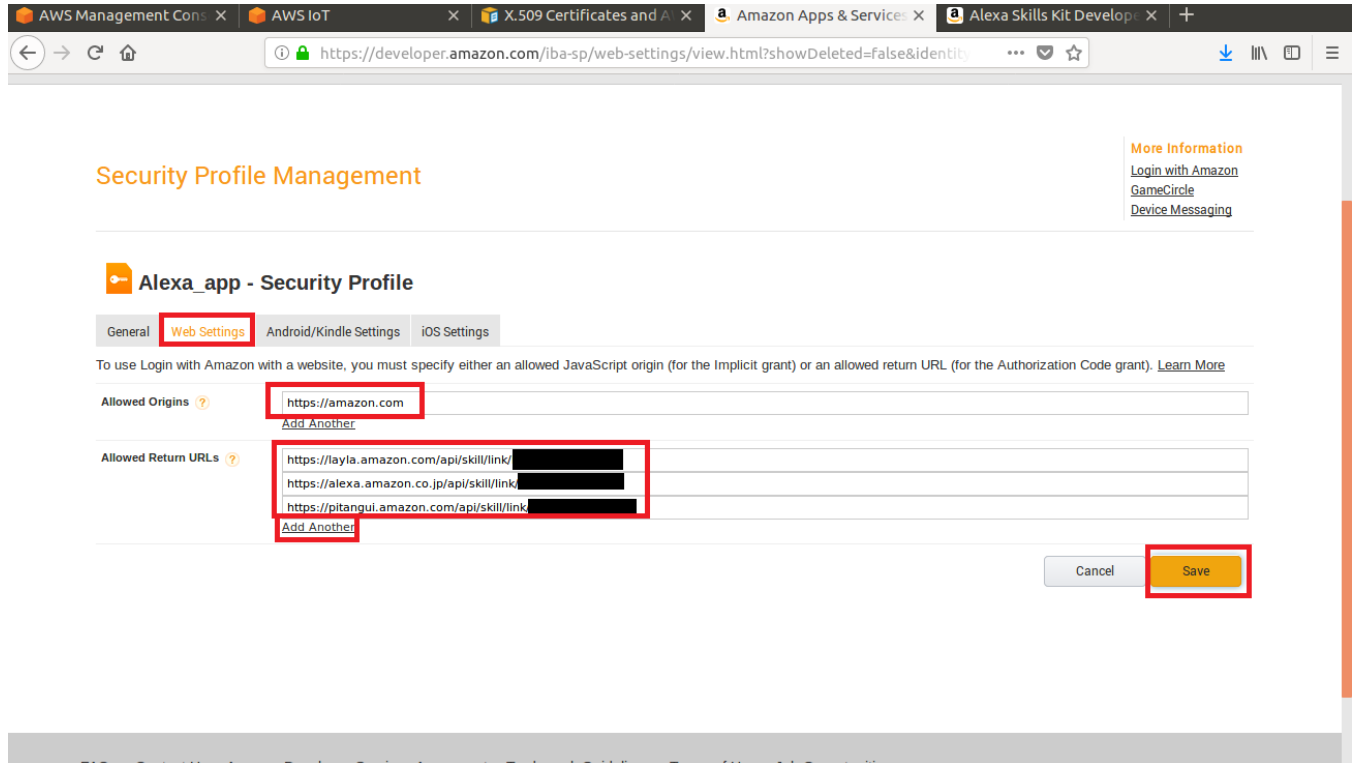 AWS Management Cons
AWS IoT
X.509 Certificates and A
Amazon Apps & Services
Alexa Skills Kit Develope
https://developer.amazon.com/iba-sp/web-settings/view.html?showDeleted=false&identity
More Information
Login with Amazon
GameCircle
Device Messaging
Security Profile Management
Alexa_app - Security Profile
General Web Settings Android/Kindle Settings iOS Settings
To use Login with Amazon with a website, you must specify either an allowed JavaScript origin (for the Implicit grant) or an allowed return URL (for the Authorization Code grant). Learn More
Allowed Origins ? https://amazon.com
Add Another
Allowed Return URLs ? https://layla.amazon.com/api/skill/link/
https://alexa.amazon.co.jp/api/skill/link/
https://pitangui.amazon.com/api/skill/link/
Add Another
Cancel Save